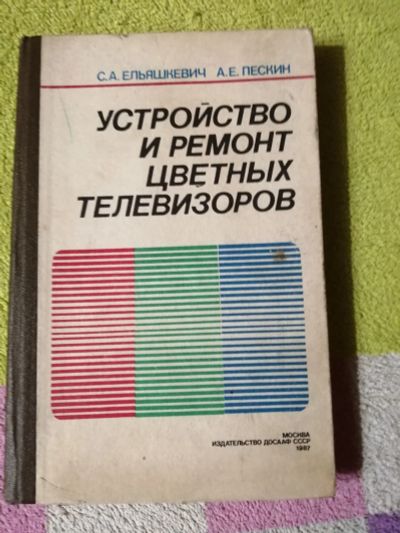 С.А. ЕЛЬЯШКЕВИЧ А.Е. ПЕСКИН
УСТРОЙСТВО
И РЕМОНТ
ЦВЕТНЫХ
ТЕЛЕВИЗОРОВ
МОСКВА
ИЗДАТЕЛЬСТВО ДОСААФ СССР
1987